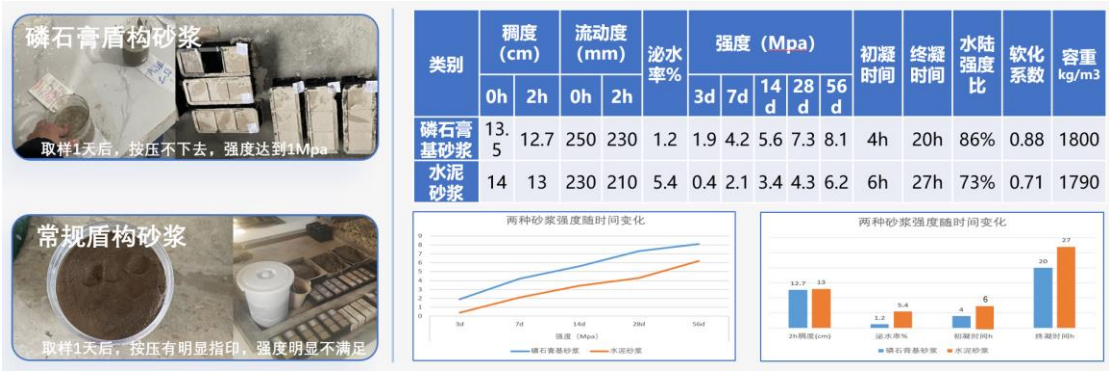 磷石膏盾构砂浆
取样1天后，按压不下去，强度达到1Mpa
常规盾构砂浆
取样1天后，按压有明显指印，强度明显不满足
类别 稠度(cm) 流动度(mm) 泌水率% 强度（Mpa） 初凝时间 终凝时间 水陆强度比 软化系数 容重kg/m3
0h 2h 0h 2h 3d 7d 14d 28d 56d
磷石膏基砂浆 13.5 12.7 250 230 1.2 1.9 4.2 5.6 7.3 8.1 4h 20h 86% 0.88 1800
水泥砂浆 14 13 230 210 5.4 0.4 2.1 3.4 4.3 6.2 6h 27h 73% 0.71 1790
两种砂浆强度随时间变化
9
8
7
6
5
4
3
2
1
0
3d 7d 14d 28d 56d
强度（Mpa）
磷石膏基砂浆 水泥砂浆
两种砂浆强度随时间变化
12.7 13 1.2 5.4 4 6 20 27
2h稠度(cm) 泌水率% 初凝时间h 终凝时间h
磷石膏基砂浆 水泥砂浆